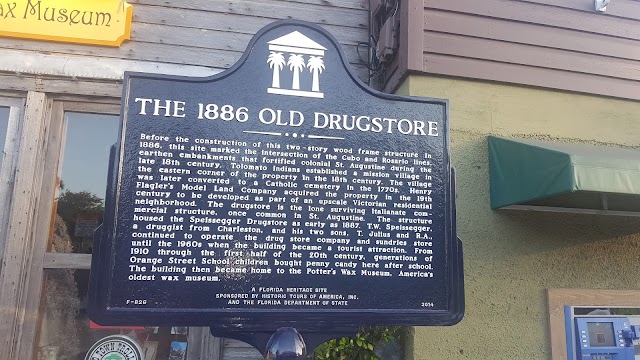 Wax Museum
THE 1886 OLD DRUGSTORE
Before the construction of this two-story wood frame structure in
1886, this site marked the intersection of the Cubo and Rosario lines,
earthen embankments that fortified colonial St. Augustine during the
late 18th century. Tolomato Indians established a mission village in
the eastern corner of the property in the 18th century. The village
was later converted to a Catholic cemetery in the 1770s. Henry
Flagler's Model Land Company acquired the property in the 19th
century to be developed as part of an upscale Victorian residential
neighborhood. The drugstore is the lone surviving Italianate com-
mercial structure, once common in St. Augustine. The structure
housed the Speissegger Drugstore as early as 1887. T.W. Speissegger,
a druggist from Charleston, and his two sons, T. Julius and R.A.,
continued to operate the drug store company and sundries store
until the 1960s when the building became a tourist attraction. From
1910 through the first half of the 20th century, generations of
Orange Street School children bought penny candy here after school.
The building then became home to the Potter's Wax Museum, America's
oldest wax museum.
A FLORIDA HERITAGE SITE
SPONSORED BY HISTORIC TOURS OF AMERICA, INC.
AND THE FLORIDA DEPARTMENT OF STATE
F-826
2014